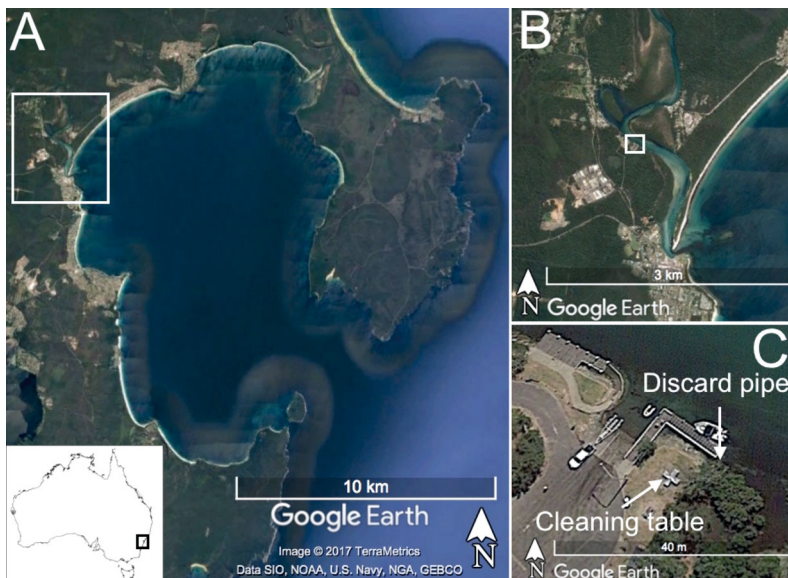 A
10 km
Google Earth
Image © 2017 TerraMetrics
Data SIO, NOAA, U.S. Navy, NGA, GEBCO
N
B
3 km
N
Google Earth
C
Discard pipe
Cleaning table
40 m
N
Google Earth